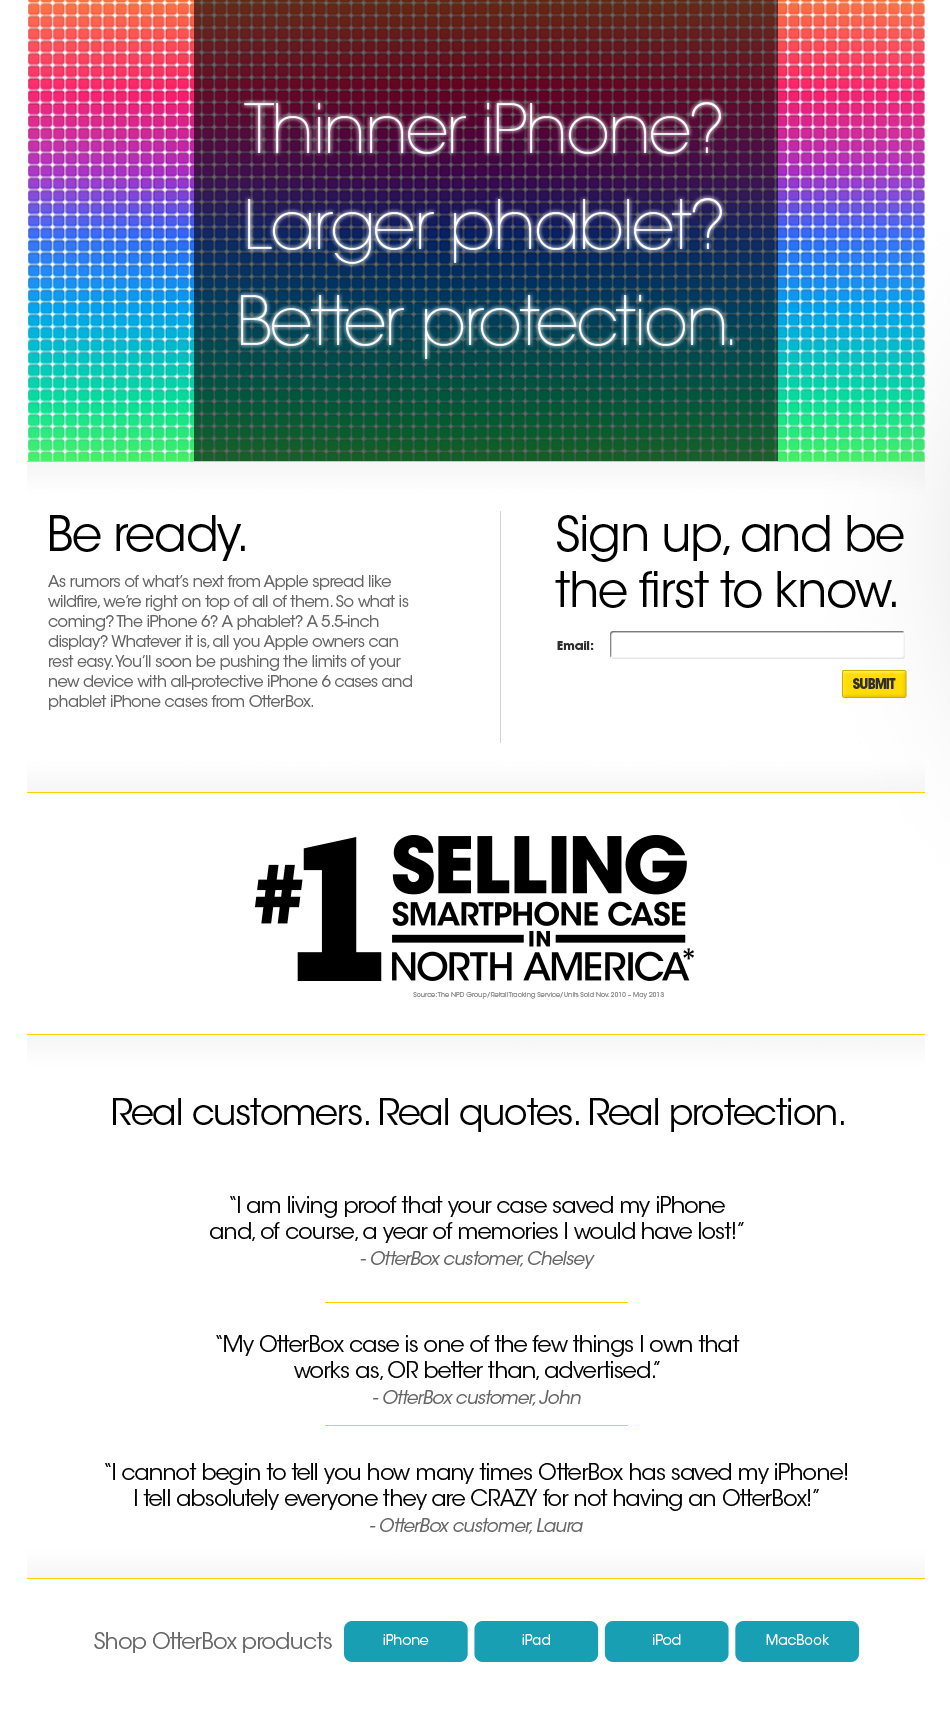 Thinner iPhone?
Larger phablet?
Better protection.
Be ready.
As rumors of what's next from Apple spread like
wildfire, we're right on top of all of them. So what is
coming? The iPhone 6? A phablet? A 5.5-inch
display? Whatever it is, all you Apple owners can
rest easy. You'll soon be pushing the limits of your
new device with all-protective iPhone 6 cases and
phablet iPhone cases from OtterBox.
Sign up, and be
the first to know.
Email:
SUBMIT
#1 SELLING
SMARTPHONE CASE
IN
NORTH AMERICA*
Source: The NPD Group/Retail Tracking Service/Units Sold Nov. 2010 – May 2013
Real customers. Real quotes. Real protection.
“I am living proof that your case saved my iPhone
and, of course, a year of memories I would have lost!”
- OtterBox customer, Chelsey
“My OtterBox case is one of the few things I own that
works as, OR better than, advertised.”
- OtterBox customer, John
“I cannot begin to tell you how many times OtterBox has saved my iPhone!
I tell absolutely everyone they are CRAZY for not having an OtterBox!”
- OtterBox customer, Laura
Shop OtterBox products iPhone iPad iPod MacBook